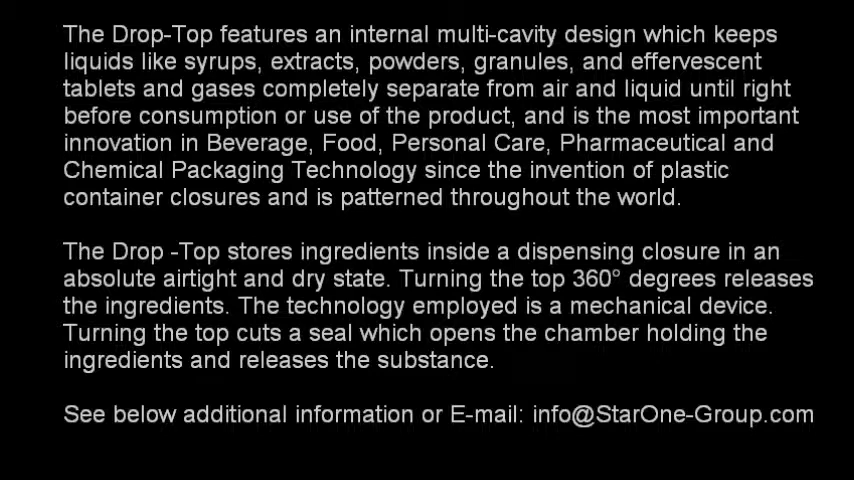 The Drop-Top features an internal multi-cavity design which keeps
liquids like syrups, extracts, powders, granules, and effervescent
tablets and gases completely separate from air and liquid until right
before consumption or use of the product, and is the most important
innovation in Beverage, Food, Personal Care, Pharmaceutical and
Chemical Packaging Technology since the invention of plastic
container closures and is patterned throughout the world.
The Drop -Top stores ingredients inside a dispensing closure in an
absolute airtight and dry state. Turning the top 360° degrees releases
the ingredients. The technology employed is a mechanical device.
Turning the top cuts a seal which opens the chamber holding the
ingredients and releases the substance.
See below additional information or E-mail: info@StarOne-Group.com